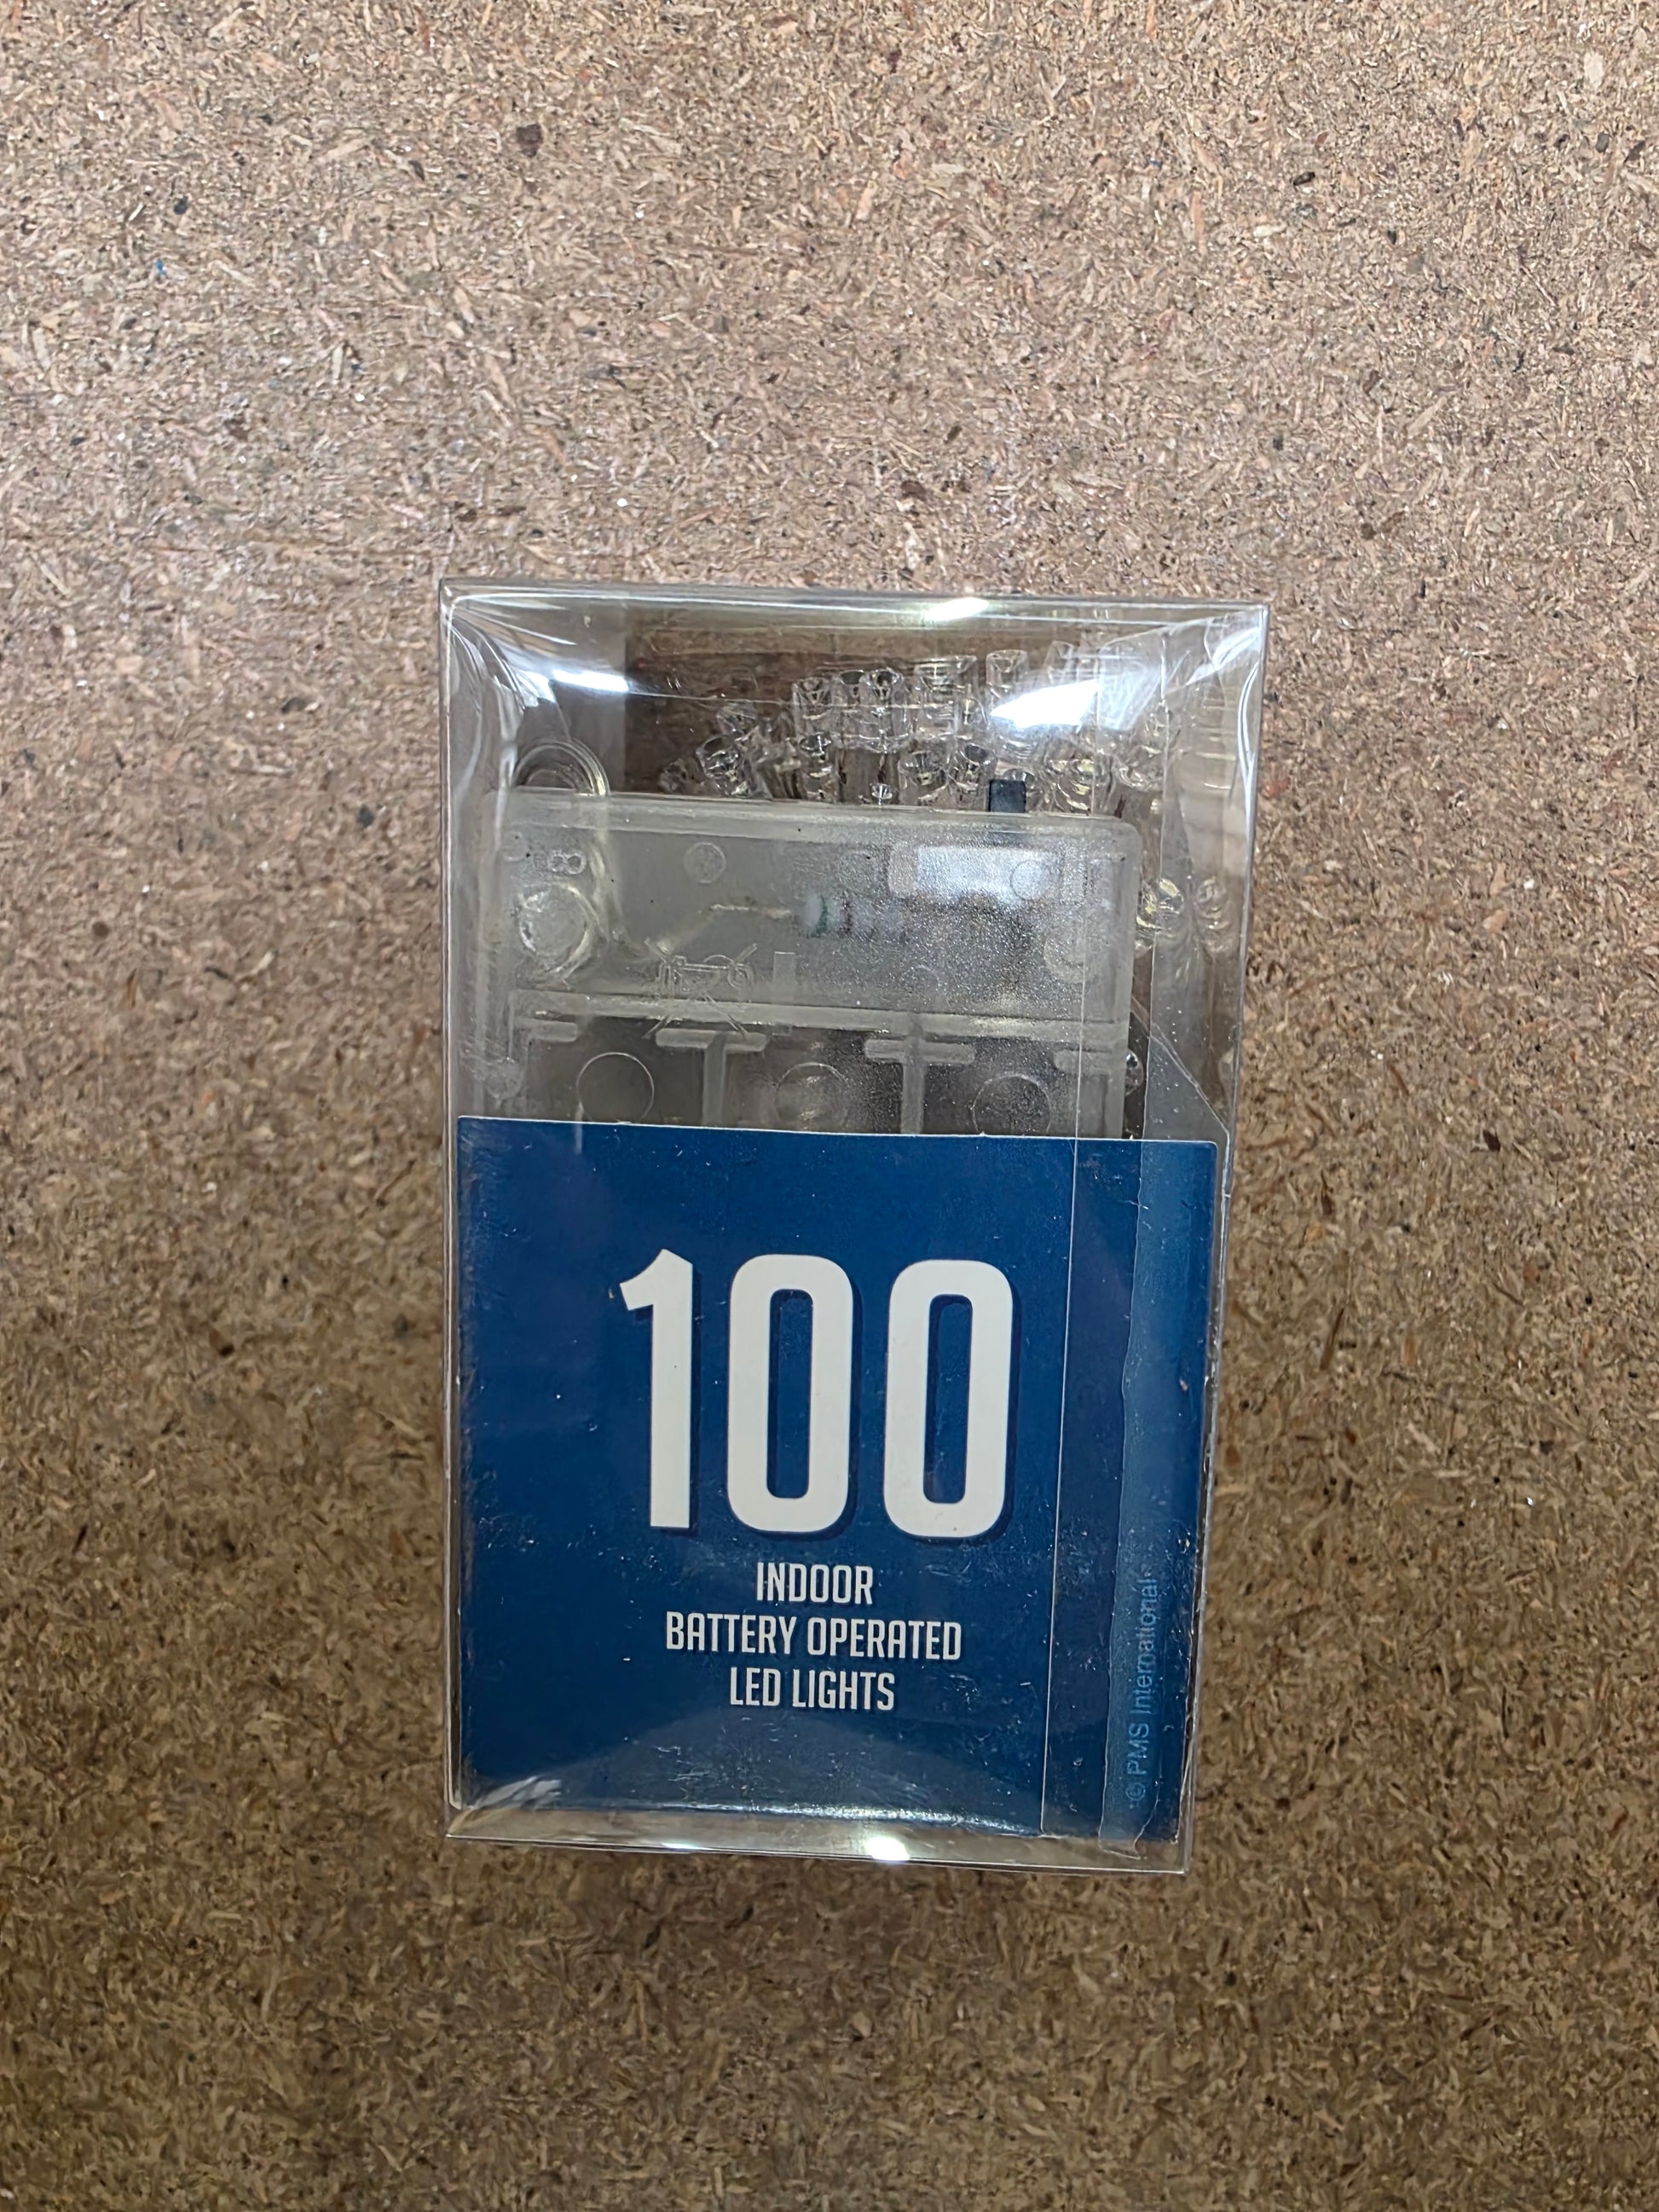 100
INDOOR
BATTERY OPERATED
LED LIGHTS
© PMS International